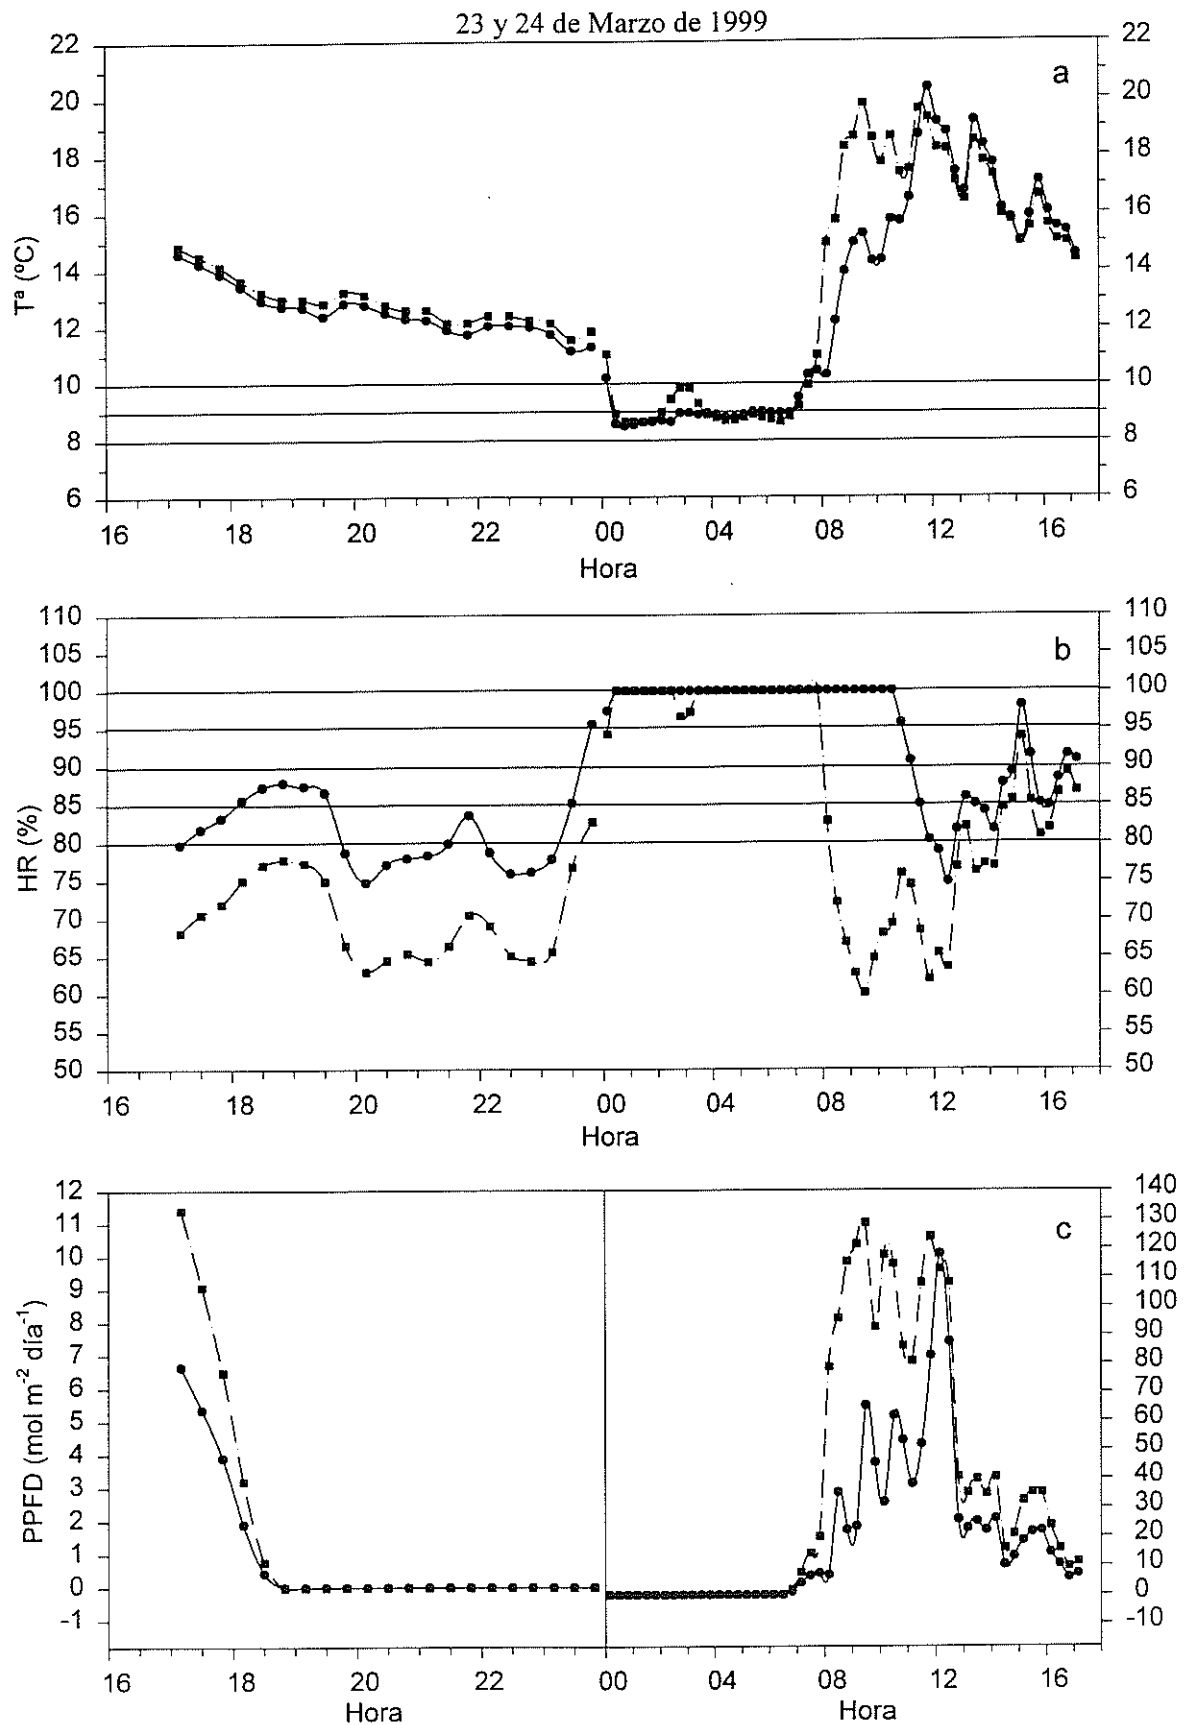 23 y 24 de Marzo de 1999
22 22
20 20
18 18
16 16
14 14
12 12
10 10
8 8
6 6
a
Tª (ºC)
16 18 20 22 00 04 08 12 16
Hora
110 110
105 105
100 100
95 95
90 90
85 85
80 80
75 75
70 70
65 65
60 60
55 55
50 50
b
HR (%)
16 18 20 22 00 04 08 12 16
Hora
12 140
11 130
10 120
9 110
8 100
7 90
6 80
5 70
4 60
3 50
2 40
1 30
0 20
-1 10
0
-10
c
PPFD (mol m⁻² día⁻¹)
16 18 20 22 00 04 08 12 16
Hora Hora